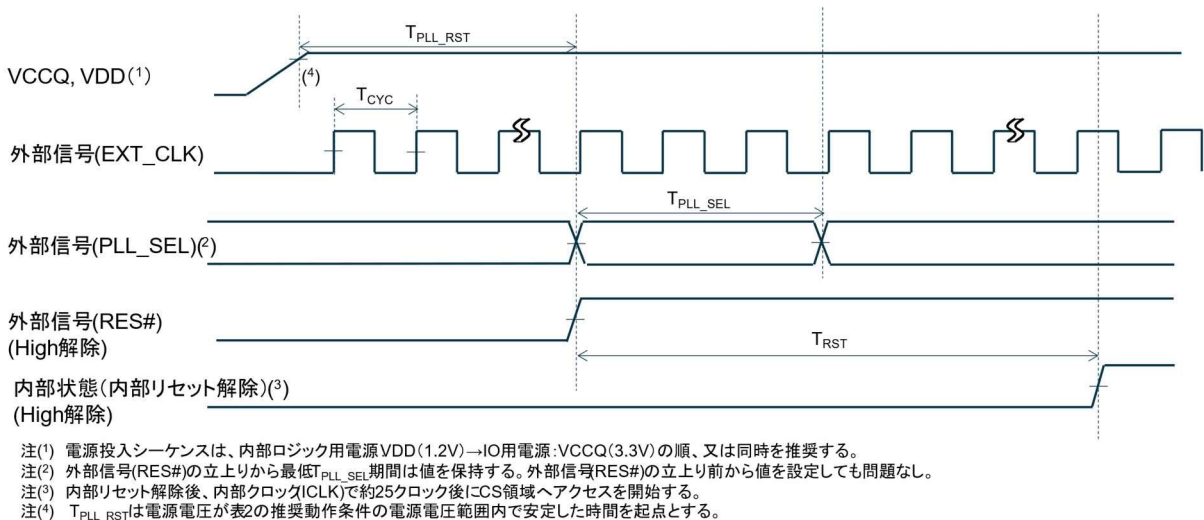 T_PLL_RST
VCCQ, VDD(¹)
(⁴)
T_CYC
外部信号(EXT_CLK)
T_PLL_SEL
外部信号(PLL_SEL)(²)
外部信号(RES#)
(High解除)
T_RST
内部状態(内部リセット解除)(³)
(High解除)
注(¹) 電源投入シーケンスは、内部ロジック用電源VDD(1.2V)→IO用電源:VCCQ(3.3V)の順、又は同時を推奨する。
注(²) 外部信号(RES#)の立上りから最低T_PLL_SEL期間は値を保持する。外部信号(RES#)の立上り前から値を設定しても問題なし。
注(³) 内部リセット解除後、内部クロック(ICLK)で約25クロック後にCS領域へアクセスを開始する。
注(⁴) T_PLL_RSTは電源電圧が表2の推奨動作条件の電源電圧範囲内で安定した時間を起点とする。